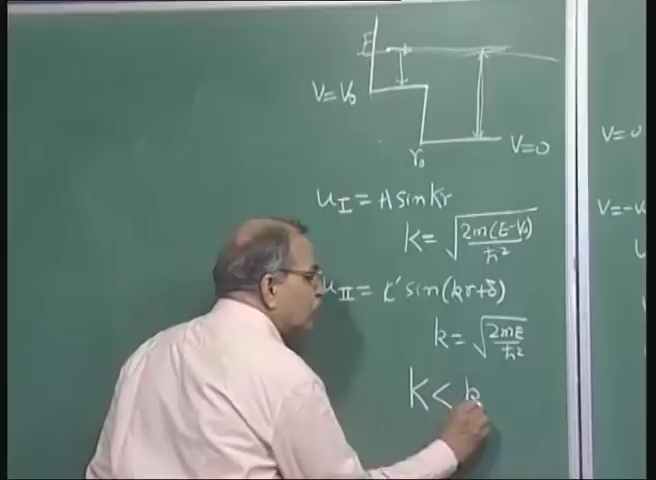 E
V=V₀
r₀
V=0
u_I = A sin Kr
K = √(2m(E-V₀)/ℏ²)
u_II = C' sin(kr+δ)
k = √(2mE/ℏ²)
K < k
V=0
V=-V